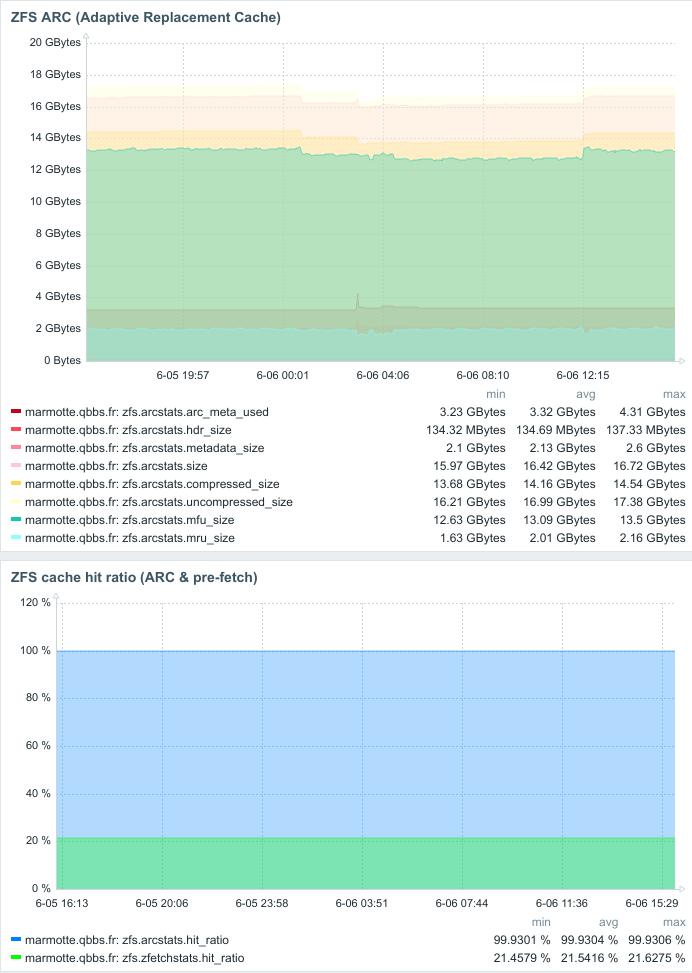 ZFS ARC (Adaptive Replacement Cache)
20 GBytes
18 GBytes
16 GBytes
14 GBytes
12 GBytes
10 GBytes
8 GBytes
6 GBytes
4 GBytes
2 GBytes
0 Bytes
6-05 19:57 6-06 00:01 6-06 04:06 6-06 08:10 6-06 12:15
min avg max
marmotte.qbbs.fr: zfs.arcstats.arc_meta_used 3.23 GBytes 3.32 GBytes 4.31 GBytes
marmotte.qbbs.fr: zfs.arcstats.hdr_size 134.32 MBytes 134.69 MBytes 137.33 MBytes
marmotte.qbbs.fr: zfs.arcstats.metadata_size 2.1 GBytes 2.13 GBytes 2.6 GBytes
marmotte.qbbs.fr: zfs.arcstats.size 15.97 GBytes 16.42 GBytes 16.72 GBytes
marmotte.qbbs.fr: zfs.arcstats.compressed_size 13.68 GBytes 14.16 GBytes 14.54 GBytes
marmotte.qbbs.fr: zfs.arcstats.uncompressed_size 16.21 GBytes 16.99 GBytes 17.38 GBytes
marmotte.qbbs.fr: zfs.arcstats.mfu_size 12.63 GBytes 13.09 GBytes 13.5 GBytes
marmotte.qbbs.fr: zfs.arcstats.mru_size 1.63 GBytes 2.01 GBytes 2.16 GBytes
ZFS cache hit ratio (ARC & pre-fetch)
120 %
100 %
80 %
60 %
40 %
20 %
0 %
6-05 16:13 6-05 20:06 6-05 23:58 6-06 03:51 6-06 07:44 6-06 11:36 6-06 15:29
min avg max
marmotte.qbbs.fr: zfs.arcstats.hit_ratio 99.9301 % 99.9304 % 99.9306 %
marmotte.qbbs.fr: zfs.zfetchstats.hit_ratio 21.4579 % 21.5416 % 21.6275 %